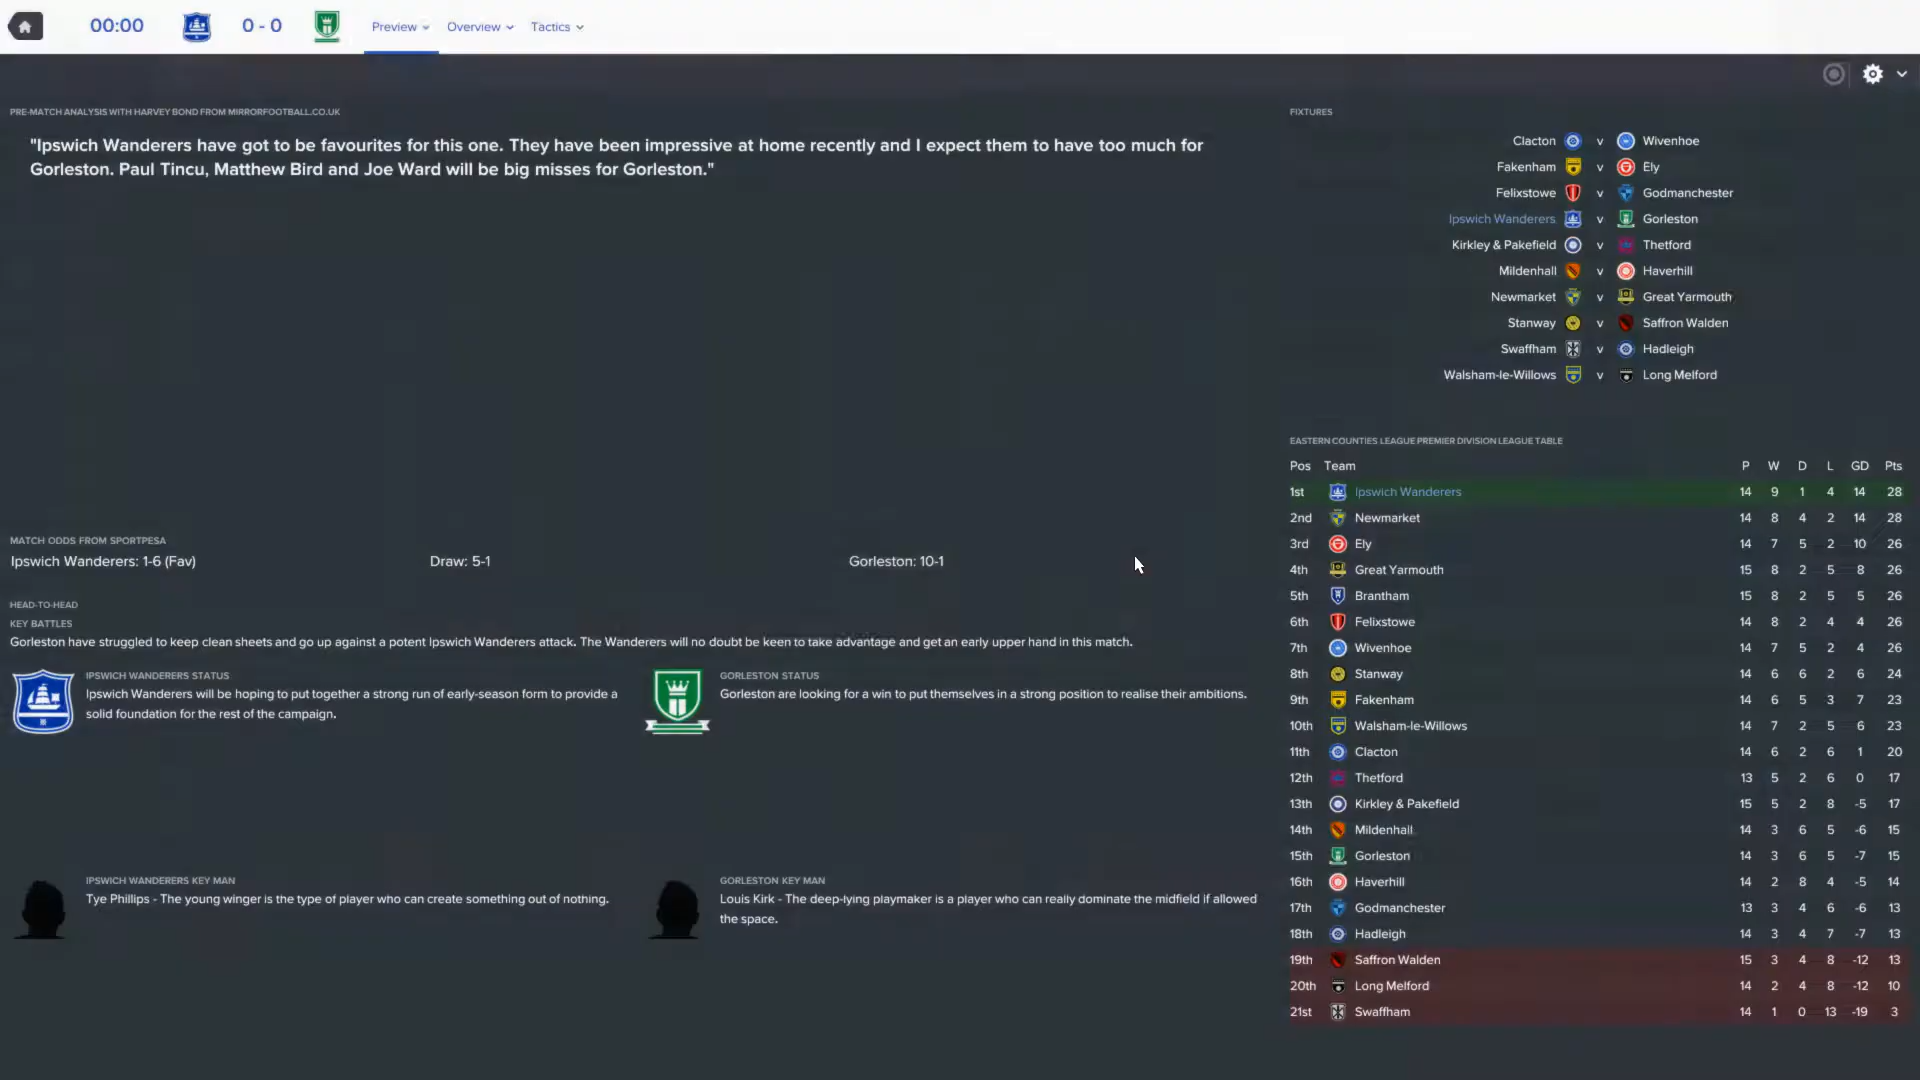 00:00 0 - 0 Preview Overview Tactics
PRE-MATCH ANALYSIS WITH HARVEY BOND FROM MIRRORFOOTBALL.CO.UK
"Ipswich Wanderers have got to be favourites for this one. They have been impressive at home recently and I expect them to have too much for
Gorleston. Paul Tincu, Matthew Bird and Joe Ward will be big misses for Gorleston."
MATCH ODDS FROM SPORTPESA
Ipswich Wanderers: 1-6 (Fav) Draw: 5-1 Gorleston: 10-1
HEAD-TO-HEAD
KEY BATTLES
Gorleston have struggled to keep clean sheets and go up against a potent Ipswich Wanderers attack. The Wanderers will no doubt be keen to take advantage and get an early upper hand in this match.
IPSWICH WANDERERS STATUS
Ipswich Wanderers will be hoping to put together a strong run of early-season form to provide a
solid foundation for the rest of the campaign.
GORLESTON STATUS
Gorleston are looking for a win to put themselves in a strong position to realise their ambitions.
IPSWICH WANDERERS KEY MAN
Tye Phillips - The young winger is the type of player who can create something out of nothing.
GORLESTON KEY MAN
Louis Kirk - The deep-lying playmaker is a player who can really dominate the midfield if allowed
the space.
FIXTURES
Clacton v Wivenhoe
Fakenham v Ely
Felixstowe v Godmanchester
Ipswich Wanderers v Gorleston
Kirkley & Pakefield v Thetford
Mildenhall v Haverhill
Newmarket v Great Yarmouth
Stanway v Saffron Walden
Swaffham v Hadleigh
Walsham-le-Willows v Long Melford
EASTERN COUNTIES LEAGUE PREMIER DIVISION LEAGUE TABLE
Pos Team P W D L GD Pts
1st Ipswich Wanderers 14 9 1 4 14 28
2nd Newmarket 14 8 4 2 14 28
3rd Ely 14 7 5 2 10 26
4th Great Yarmouth 15 8 2 5 8 26
5th Brantham 15 8 2 5 5 26
6th Felixstowe 14 8 2 4 4 26
7th Wivenhoe 14 7 5 2 4 26
8th Stanway 14 6 6 2 6 24
9th Fakenham 14 6 5 3 7 23
10th Walsham-le-Willows 14 7 2 5 6 23
11th Clacton 14 6 2 6 1 20
12th Thetford 13 5 2 6 0 17
13th Kirkley & Pakefield 15 5 2 8 -5 17
14th Mildenhall 14 3 6 5 -6 15
15th Gorleston 14 3 6 5 -7 15
16th Haverhill 14 2 8 4 -5 14
17th Godmanchester 13 3 4 6 -6 13
18th Hadleigh 14 3 4 7 -7 13
19th Saffron Walden 15 3 4 8 -12 13
20th Long Melford 14 2 4 8 -12 10
21st Swaffham 14 1 0 13 -19 3